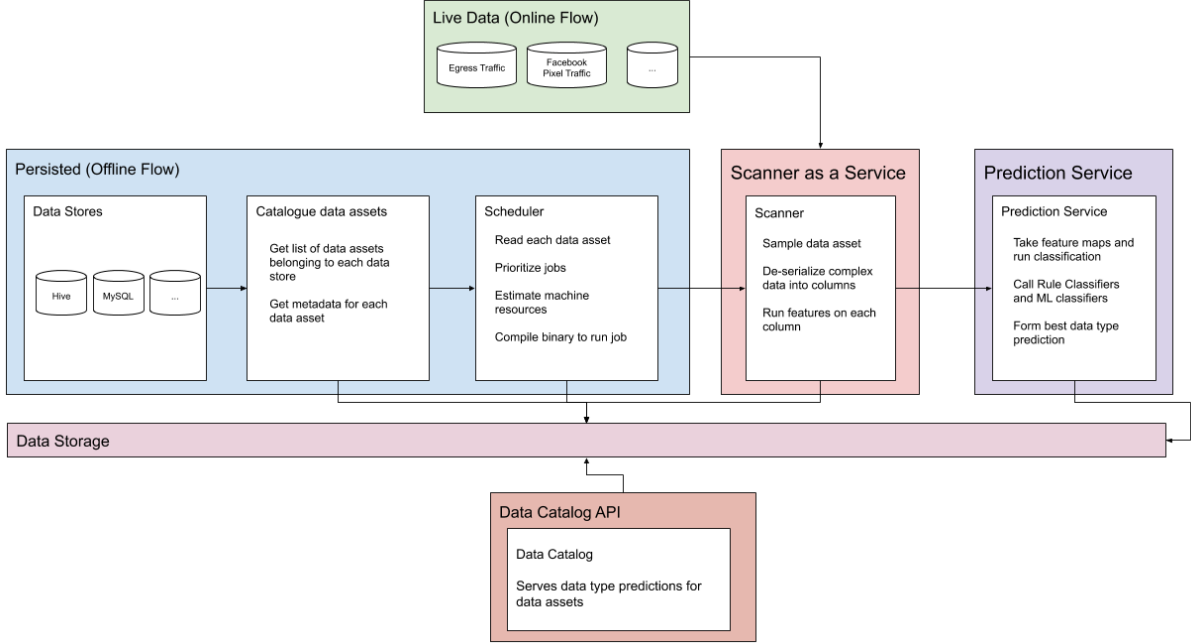 Live Data (Online Flow)
Egress Traffic
Facebook
Pixel Traffic
...
Persisted (Offline Flow)
Data Stores
Hive
MySQL
...
Catalogue data assets
Get list of data assets
belonging to each data
store
Get metadata for each
data asset
Scheduler
Read each data asset
Prioritize jobs
Estimate machine
resources
Compile binary to run job
Scanner as a Service
Scanner
Sample data asset
De-serialize complex
data into columns
Run features on each
column
Prediction Service
Prediction Service
Take feature maps and
run classification
Call Rule Classifiers
and ML classifiers
Form best data type
prediction
Data Storage
Data Catalog API
Data Catalog
Serves data type predictions for
data assets